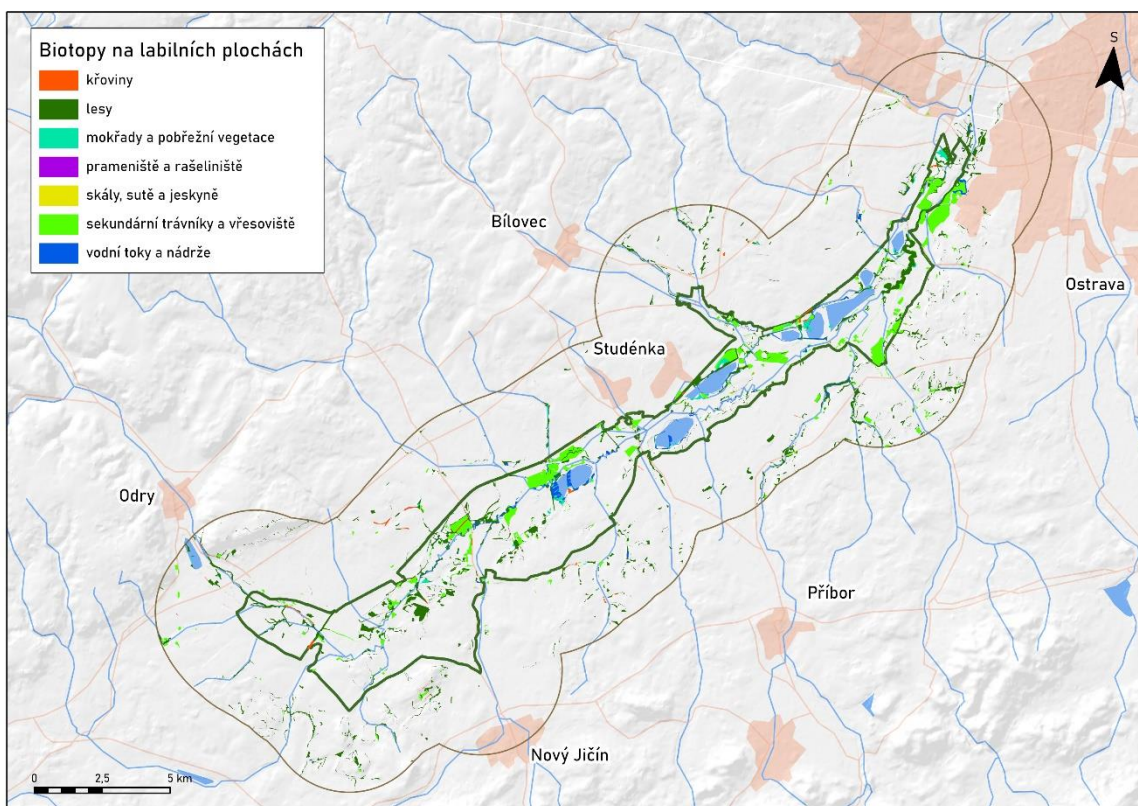 Biotopy na labilních plochách
křoviny
lesy
mokřady a pobřežní vegetace
prameniště a rašeliniště
skály, sutě a jeskyně
sekundární trávníky a vřesoviště
vodní toky a nádrže
S
Bílovec
Ostrava
Studénka
Odry
Příbor
Nový Jičín
0 2,5 5 km